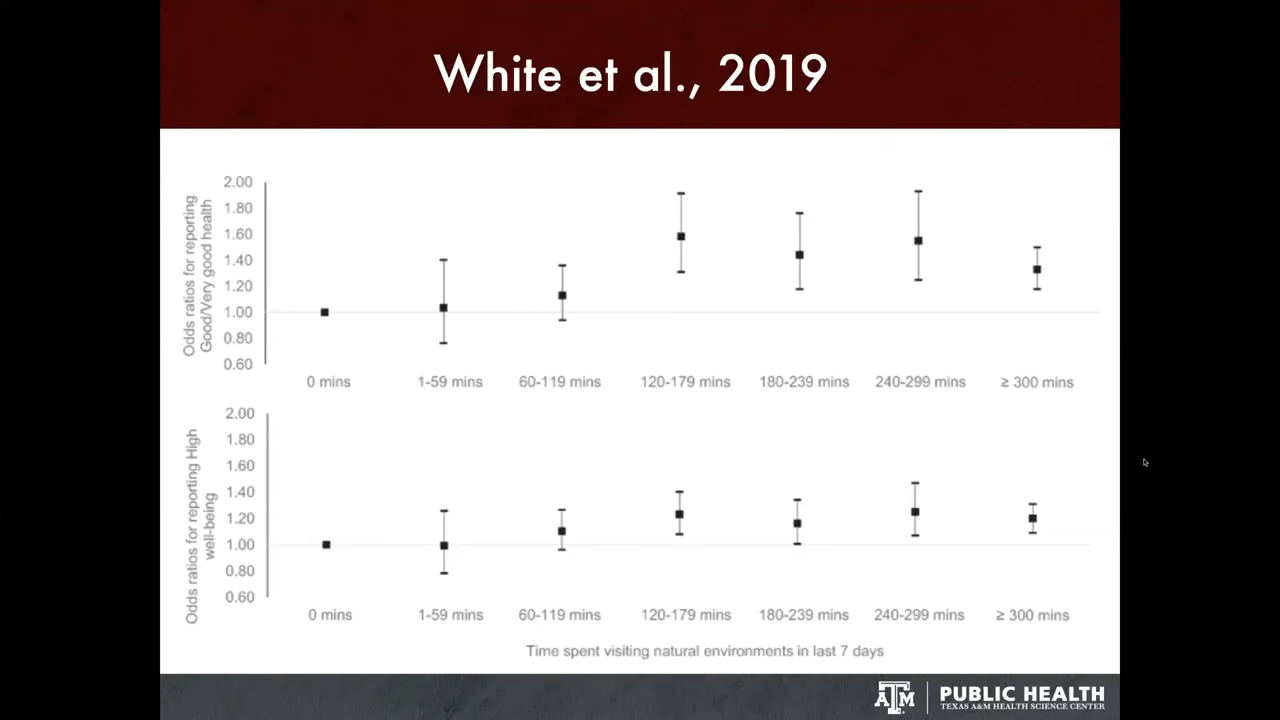 White et al., 2019
Odds ratios for reporting
Good/Very good health
2.00
1.80
1.60
1.40
1.20
1.00
0.80
0.60
0 mins 1-59 mins 60-119 mins 120-179 mins 180-239 mins 240-299 mins ≥ 300 mins
Odds ratios for reporting High
well-being
2.00
1.80
1.60
1.40
1.20
1.00
0.80
0.60
0 mins 1-59 mins 60-119 mins 120-179 mins 180-239 mins 240-299 mins ≥ 300 mins
Time spent visiting natural environments in last 7 days
ATM PUBLIC HEALTH
TEXAS A&M HEALTH SCIENCE CENTER